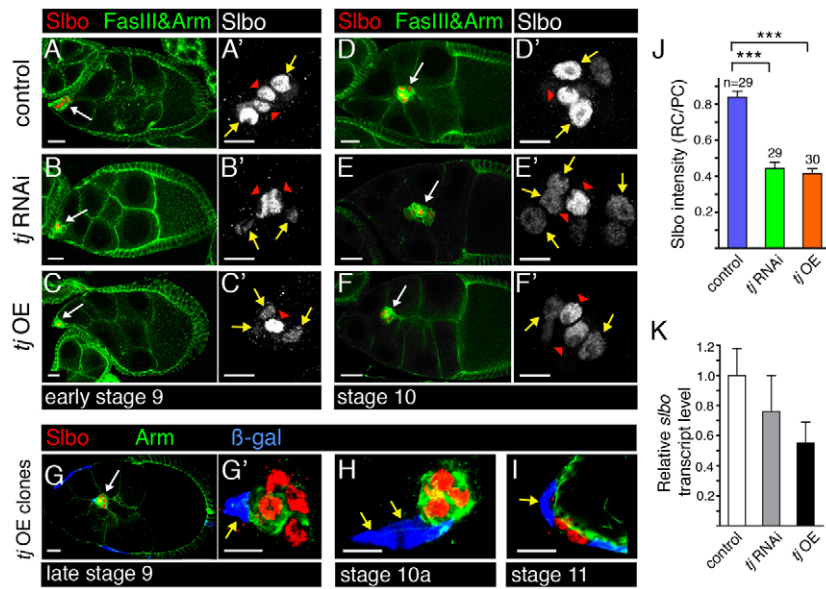 Slbo FasIII&Arm Slbo FasIII&Arm Slbo
control
A A' D D'
tj RNAi
B B' E E'
tj OE
C C' F F'
early stage 9 stage 10
Slbo Arm ß-gal
tj OE clones
G G' H I
late stage 9 stage 10a stage 11
J
***
***
Slbo intensity (RC/PC)
n=29
29
30
0.8
0.6
0.4
0.2
control tj RNAi tj OE
K
Relative slbo
transcript level
1.2
1.0
0.8
0.6
0.4
0.2
control tj RNAi tj OE